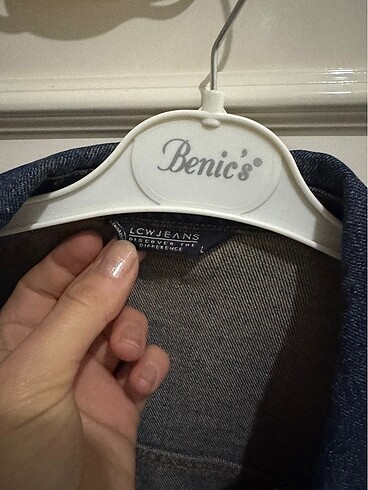 Benic's®
LCWJEANS
DISCOVER THE
DIFFERENCE
L